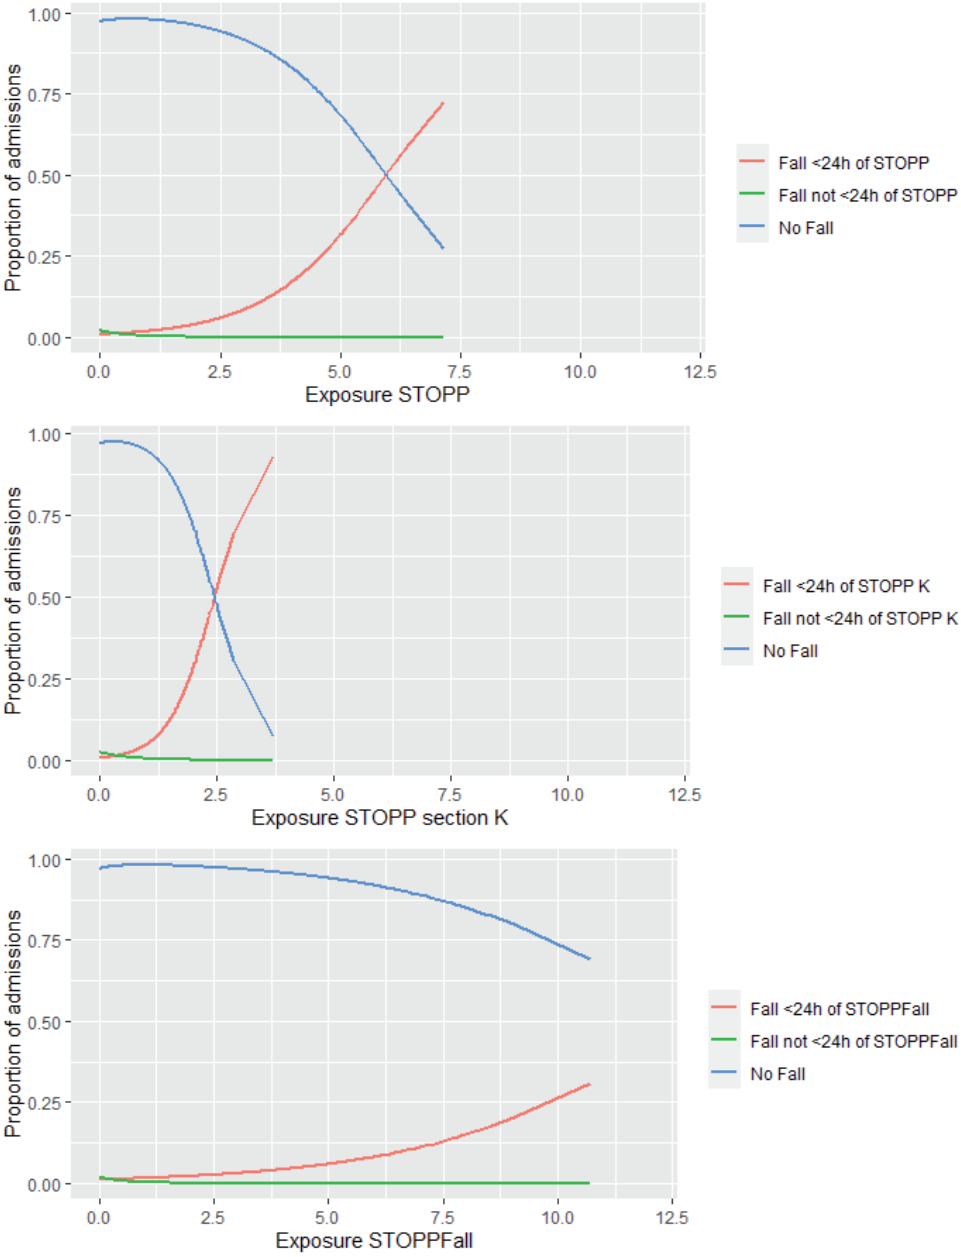 Proportion of admissions
1.00
0.75
0.50
0.25
0.00
0.0 2.5 5.0 7.5 10.0 12.5
Exposure STOPP
Fall <24h of STOPP
Fall not <24h of STOPP
No Fall
Proportion of admissions
1.00
0.75
0.50
0.25
0.00
0.0 2.5 5.0 7.5 10.0 12.5
Exposure STOPP section K
Fall <24h of STOPP K
Fall not <24h of STOPP K
No Fall
Proportion of admissions
1.00
0.75
0.50
0.25
0.00
0.0 2.5 5.0 7.5 10.0 12.5
Exposure STOPPFall
Fall <24h of STOPPFall
Fall not <24h of STOPPFall
No Fall